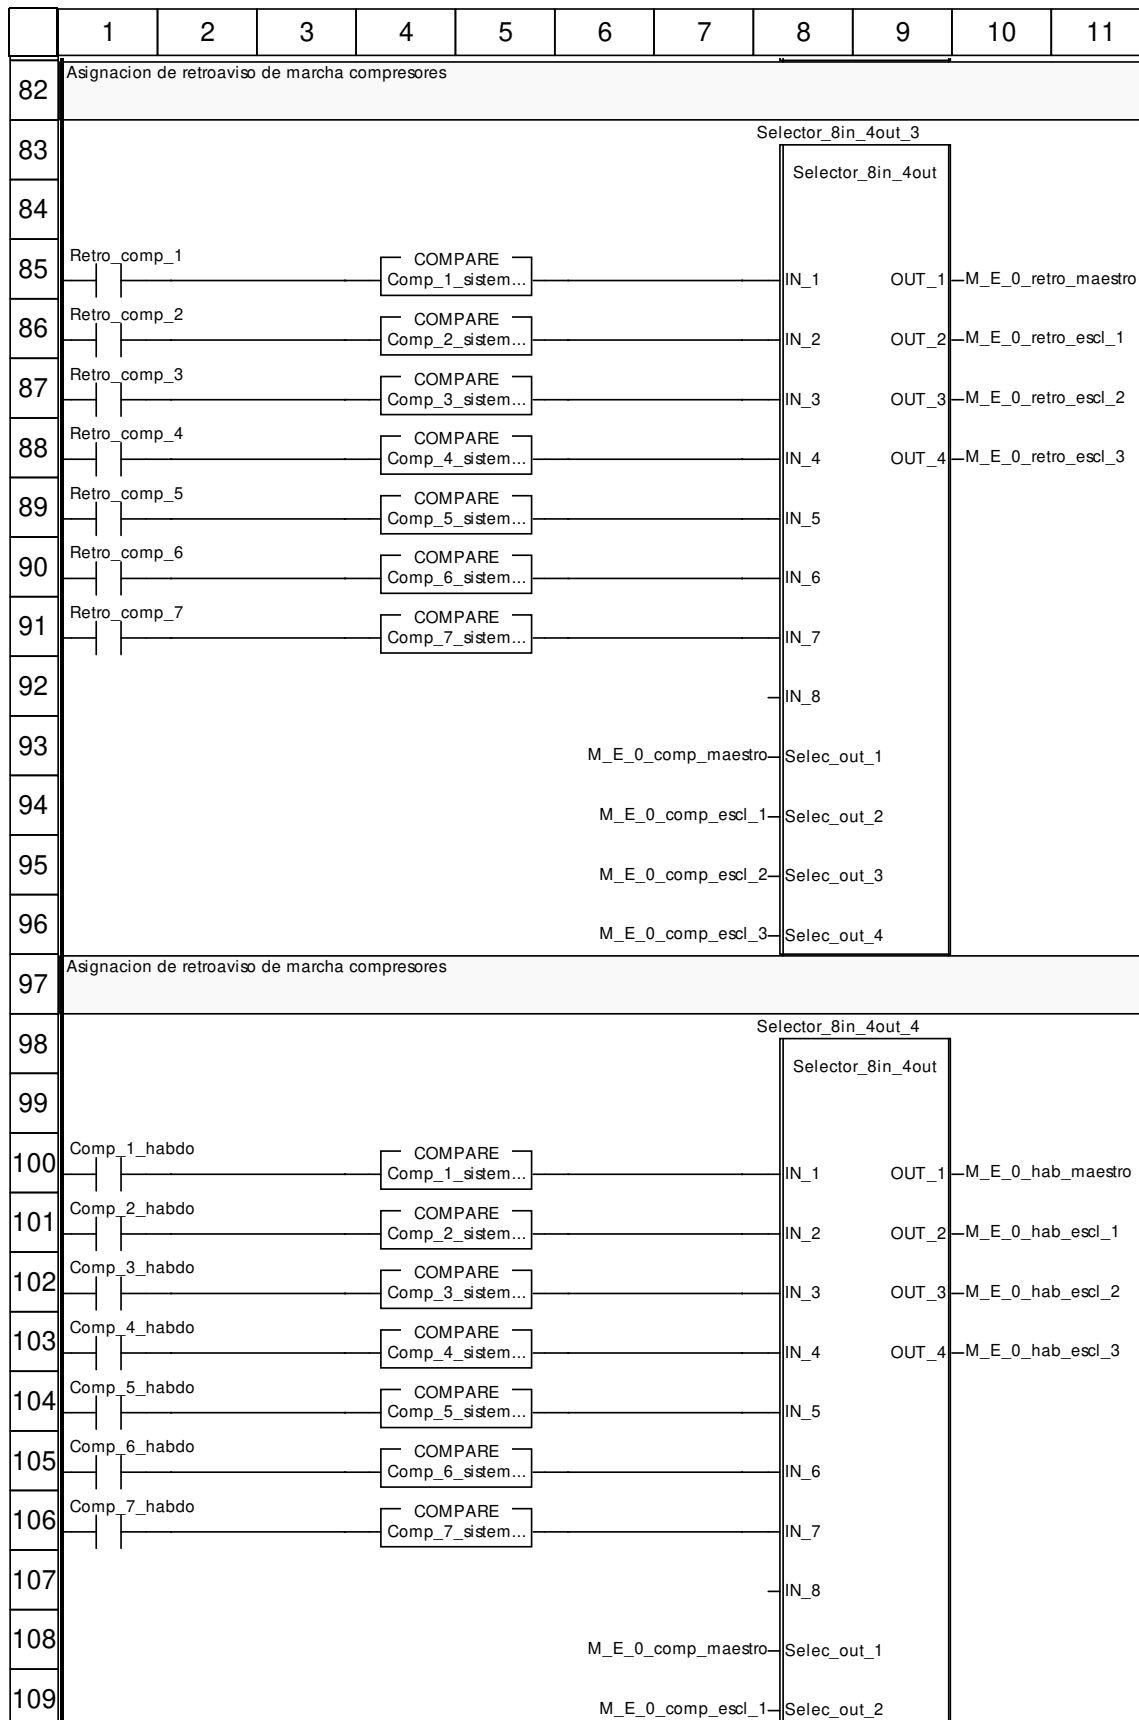 1 2 3 4 5 6 7 8 9 10 11
82 Asignacion de retroaviso de marcha compresores
83 Selector_8in_4out_3
Selector_8in_4out
84
Retro_comp_1 COMPARE
85 Comp_1_sistem... IN_1 OUT_1 M_E_0_retro_maestro
Retro_comp_2 COMPARE
86 Comp_2_sistem... IN_2 OUT_2 M_E_0_retro_escl_1
Retro_comp_3 COMPARE
87 Comp_3_sistem... IN_3 OUT_3 M_E_0_retro_escl_2
Retro_comp_4 COMPARE
88 Comp_4_sistem... IN_4 OUT_4 M_E_0_retro_escl_3
Retro_comp_5 COMPARE
89 Comp_5_sistem... IN_5
Retro_comp_6 COMPARE
90 Comp_6_sistem... IN_6
Retro_comp_7 COMPARE
91 Comp_7_sistem... IN_7
92 IN_8
93 M_E_0_comp_maestro Selec_out_1
94 M_E_0_comp_escl_1 Selec_out_2
95 M_E_0_comp_escl_2 Selec_out_3
96 M_E_0_comp_escl_3 Selec_out_4
97 Asignacion de retroaviso de marcha compresores
98 Selector_8in_4out_4
Selector_8in_4out
99
Comp_1_habdo COMPARE
100 Comp_1_sistem... IN_1 OUT_1 M_E_0_hab_maestro
Comp_2_habdo COMPARE
101 Comp_2_sistem... IN_2 OUT_2 M_E_0_hab_escl_1
Comp_3_habdo COMPARE
102 Comp_3_sistem... IN_3 OUT_3 M_E_0_hab_escl_2
Comp_4_habdo COMPARE
103 Comp_4_sistem... IN_4 OUT_4 M_E_0_hab_escl_3
Comp_5_habdo COMPARE
104 Comp_5_sistem... IN_5
Comp_6_habdo COMPARE
105 Comp_6_sistem... IN_6
Comp_7_habdo COMPARE
106 Comp_7_sistem... IN_7
107 IN_8
108 M_E_0_comp_maestro Selec_out_1
109 M_E_0_comp_escl_1 Selec_out_2